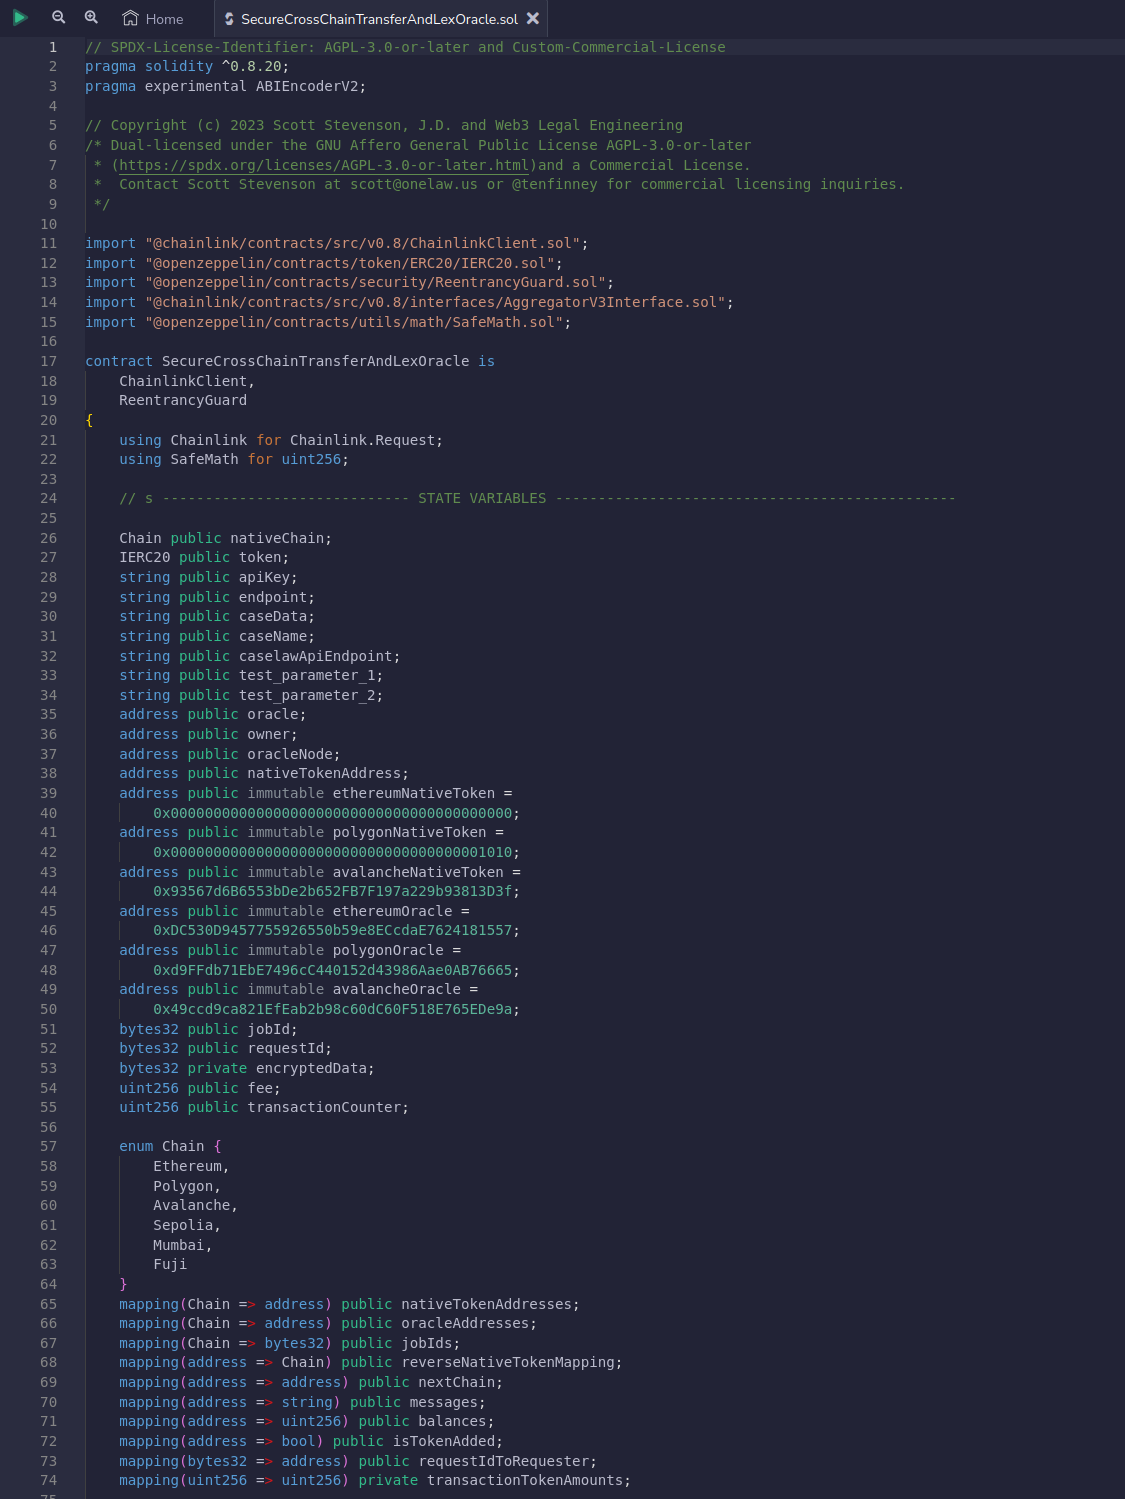 Home SecureCrossChainTransferAndLexOracle.sol
1 // SPDX-License-Identifier: AGPL-3.0-or-later and Custom-Commercial-License
2 pragma solidity ^0.8.20;
3 pragma experimental ABIEncoderV2;
4
5 // Copyright (c) 2023 Scott Stevenson, J.D. and Web3 Legal Engineering
6 /* Dual-licensed under the GNU Affero General Public License AGPL-3.0-or-later
7 * (https://spdx.org/licenses/AGPL-3.0-or-later.html)and a Commercial License.
8 * Contact Scott Stevenson at scott@onelaw.us or @tenfinney for commercial licensing inquiries.
9 */
10
11 import "@chainlink/contracts/src/v0.8/ChainlinkClient.sol";
12 import "@openzeppelin/contracts/token/ERC20/IERC20.sol";
13 import "@openzeppelin/contracts/security/ReentrancyGuard.sol";
14 import "@chainlink/contracts/src/v0.8/interfaces/AggregatorV3Interface.sol";
15 import "@openzeppelin/contracts/utils/math/SafeMath.sol";
16
17 contract SecureCrossChainTransferAndLexOracle is
18 ChainlinkClient,
19 ReentrancyGuard
20 {
21 using Chainlink for Chainlink.Request;
22 using SafeMath for uint256;
23
24 // s ----------------------------- STATE VARIABLES -----------------------------------------------
25
26 Chain public nativeChain;
27 IERC20 public token;
28 string public apiKey;
29 string public endpoint;
30 string public caseData;
31 string public caseName;
32 string public caselawApiEndpoint;
33 string public test_parameter_1;
34 string public test_parameter_2;
35 address public oracle;
36 address public owner;
37 address public oracleNode;
38 address public nativeTokenAddress;
39 address public immutable ethereumNativeToken =
40 0x0000000000000000000000000000000000000000;
41 address public immutable polygonNativeToken =
42 0x0000000000000000000000000000000000001010;
43 address public immutable avalancheNativeToken =
44 0x93567d6B6553bDe2b652FB7F197a229b93813D3f;
45 address public immutable ethereumOracle =
46 0xDC530D9457755926550b59e8ECcdaE7624181557;
47 address public immutable polygonOracle =
48 0xd9FFdb71EbE7496cC440152d43986Aae0AB76665;
49 address public immutable avalancheOracle =
50 0x49ccd9ca821EfEab2b98c60dC60F518E765EDe9a;
51 bytes32 public jobId;
52 bytes32 public requestId;
53 bytes32 private encryptedData;
54 uint256 public fee;
55 uint256 public transactionCounter;
56
57 enum Chain {
58 Ethereum,
59 Polygon,
60 Avalanche,
61 Sepolia,
62 Mumbai,
63 Fuji
64 }
65 mapping(Chain => address) public nativeTokenAddresses;
66 mapping(Chain => address) public oracleAddresses;
67 mapping(Chain => bytes32) public jobIds;
68 mapping(address => Chain) public reverseNativeTokenMapping;
69 mapping(address => address) public nextChain;
70 mapping(address => string) public messages;
71 mapping(address => uint256) public balances;
72 mapping(address => bool) public isTokenAdded;
73 mapping(bytes32 => address) public requestIdToRequester;
74 mapping(uint256 => uint256) private transactionTokenAmounts;
75